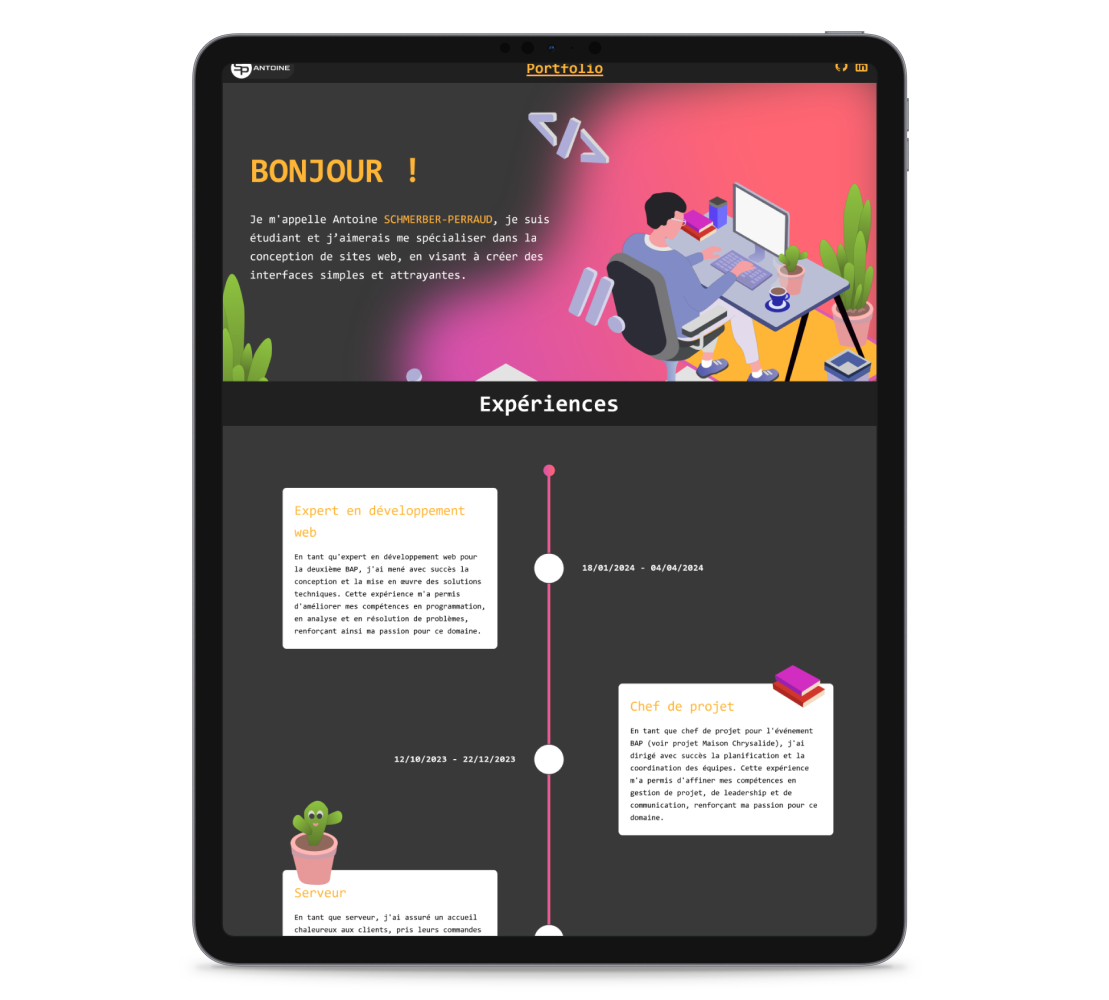 SP ANTOINE
Portfolio
in
BONJOUR !
Je m'appelle Antoine SCHMERBER-PERRAUD, je suis
étudiant et j’aimerais me spécialiser dans la
conception de sites web, en visant à créer des
interfaces simples et attrayantes.
Expériences
Expert en développement
web
En tant qu'expert en développement web pour
la deuxième BAP, j'ai mené avec succès la
conception et la mise en œuvre des solutions
techniques. Cette expérience m'a permis
d'améliorer mes compétences en programmation,
en analyse et en résolution de problèmes,
renforçant ainsi ma passion pour ce domaine.
18/01/2024 - 04/04/2024
Chef de projet
En tant que chef de projet pour l'événement
BAP (voir projet Maison Chrysalide), j'ai
dirigé avec succès la planification et la
coordination des équipes. Cette expérience
m'a permis d'affiner mes compétences en
gestion de projet, de leadership et de
communication, renforçant ma passion pour ce
domaine.
12/10/2023 - 22/12/2023
Serveur
En tant que serveur, j'ai assuré un accueil
chaleureux aux clients, pris leurs commandes